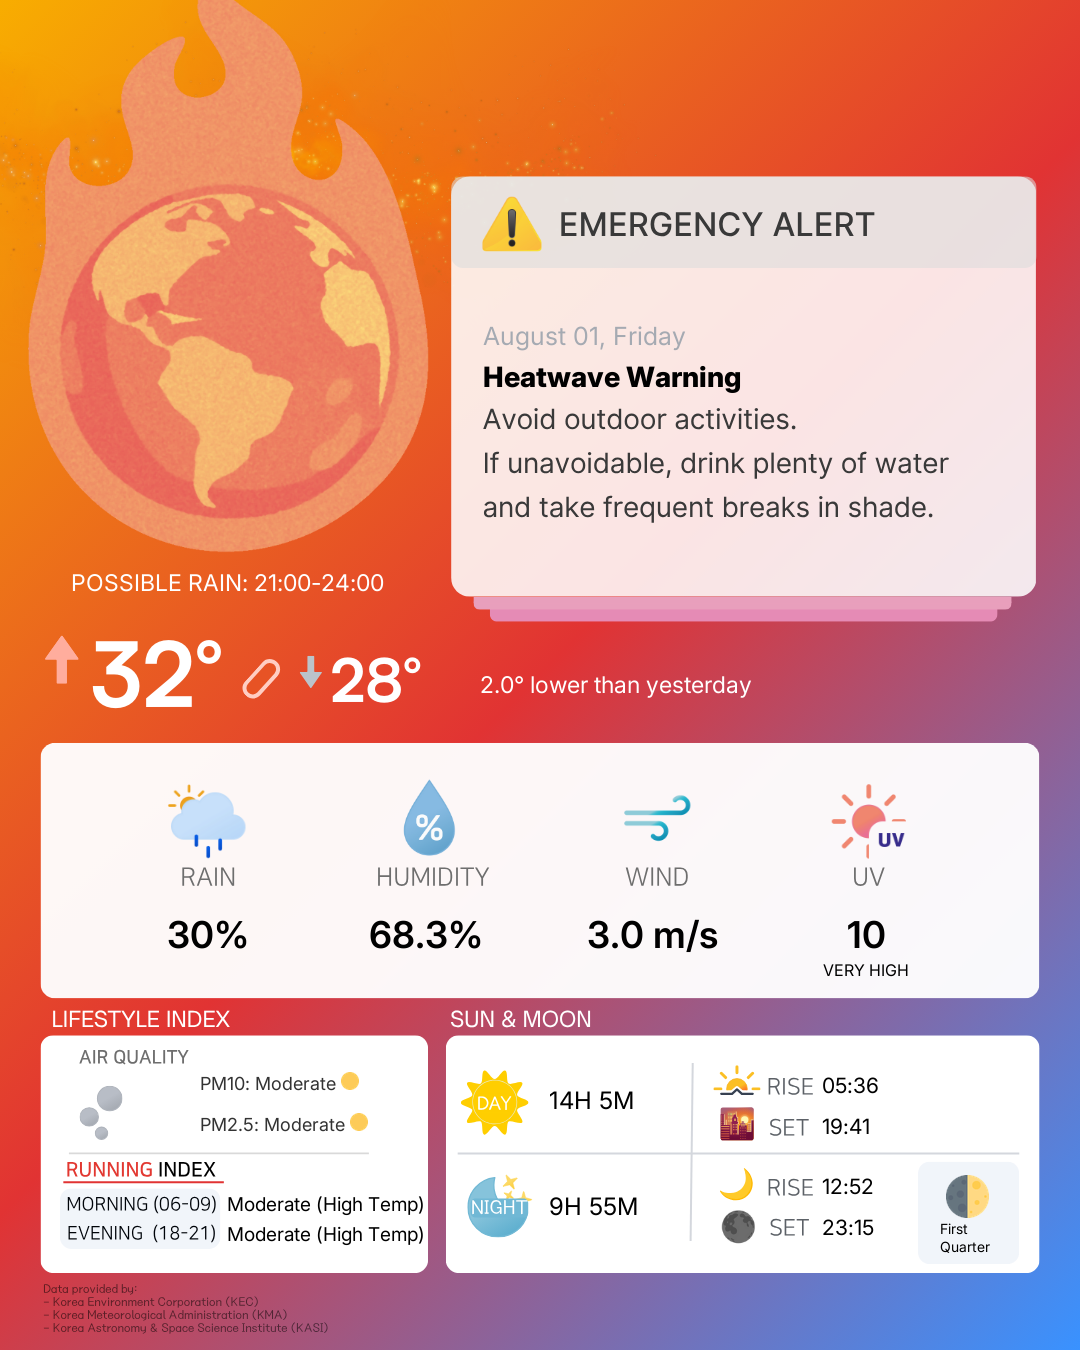 EMERGENCY ALERT
August 01, Friday
Heatwave Warning
Avoid outdoor activities.
If unavoidable, drink plenty of water
and take frequent breaks in shade.
POSSIBLE RAIN: 21:00-24:00
32° 28°
2.0° lower than yesterday
%
UV
RAIN HUMIDITY WIND UV
30% 68.3% 3.0 m/s 10
VERY HIGH
LIFESTYLE INDEX
AIR QUALITY
PM10: Moderate
PM2.5: Moderate
RUNNING INDEX
MORNING (06-09) Moderate (High Temp)
EVENING (18-21) Moderate (High Temp)
SUN & MOON
DAY 14H 5M
RISE 05:36
SET 19:41
NIGHT 9H 55M
RISE 12:52
SET 23:15
First
Quarter
Data provided by:
- Korea Environment Corporation (KEC)
- Korea Meteorological Administration (KMA)
- Korea Astronomy & Space Science Institute (KASI)